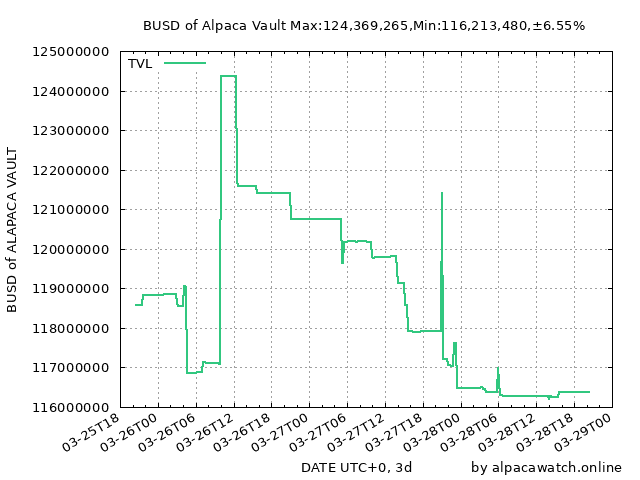 BUSD of Alpaca Vault Max:124,369,265,Min:116,213,480,±6.55%
TVL
BUSD of ALAPACA VAULT
125000000
124000000
123000000
122000000
121000000
120000000
119000000
118000000
117000000
116000000
03-25T18
03-26T00
03-26T06
03-26T12
03-26T18
03-27T00
03-27T06
03-27T12
03-27T18
03-28T00
03-28T06
03-28T12
03-28T18
03-29T00
DATE UTC+0, 3d
by alpacawatch.online